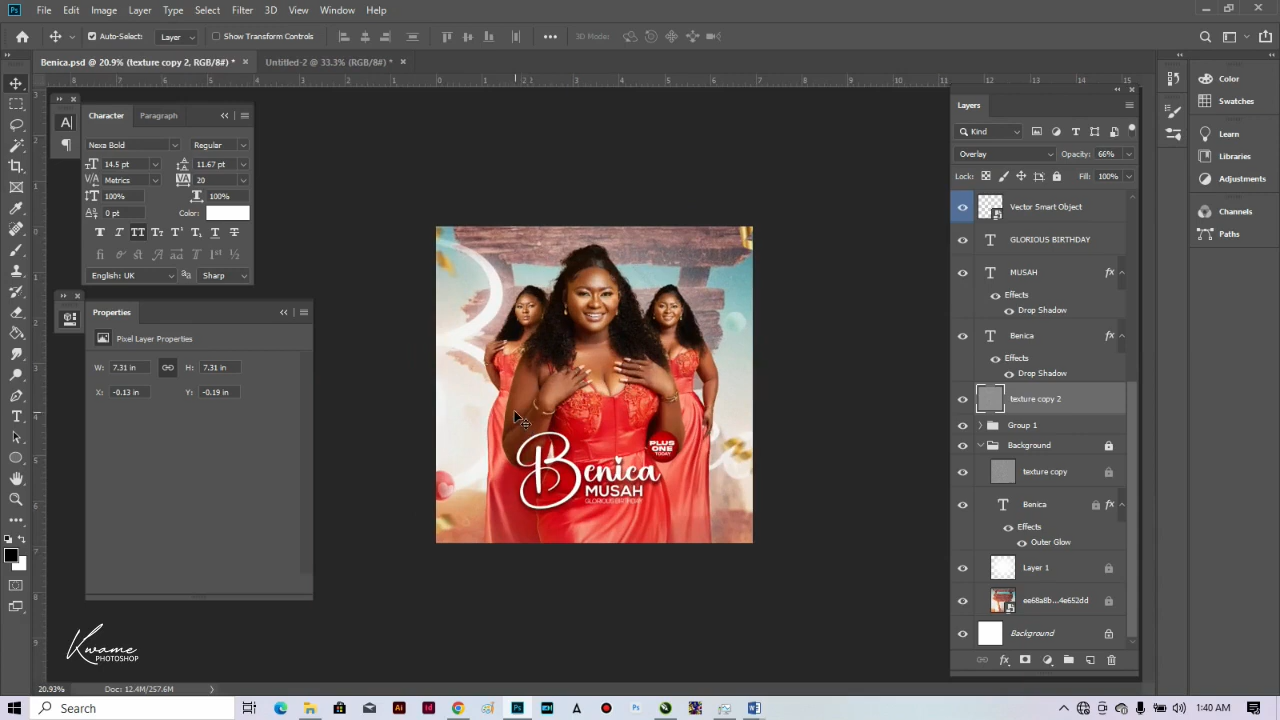 Ps File Edit Image Layer Type Select Filter 3D View Window Help
Auto-Select: Layer Show Transform Controls 3D Mode:
Benica.psd @ 20.9% (texture copy 2, RGB/8#) * Untitled-2 @ 33.3% (RGB/8#) *
Character Paragraph
Nexa Bold Regular
14.5 pt 11.67 pt
Metrics 20
100% 100%
0 pt Color:
English: UK Sharp
Properties
Pixel Layer Properties
W: 7.31 in H: 7.31 in
X: -0.13 in Y: -0.19 in
Benica
MUSAH
GLORIOUS BIRTHDAY
PLUS
ONE
TODAY
Kwame
PHOTOSHOP
Layers
Kind
Overlay Opacity: 66%
Lock: Fill: 100%
Vector Smart Object
GLORIOUS BIRTHDAY
MUSAH fx
Effects
Drop Shadow
Benica fx
Effects
Drop Shadow
texture copy 2
Group 1
Background
texture copy
Benica fx
Effects
Outer Glow
Layer 1
ee68a8b...4e652dd
Background
Color
Swatches
Learn
Libraries
Adjustments
Channels
Paths
20.93% Doc: 12.4M/257.6M
Search
1:40 AM